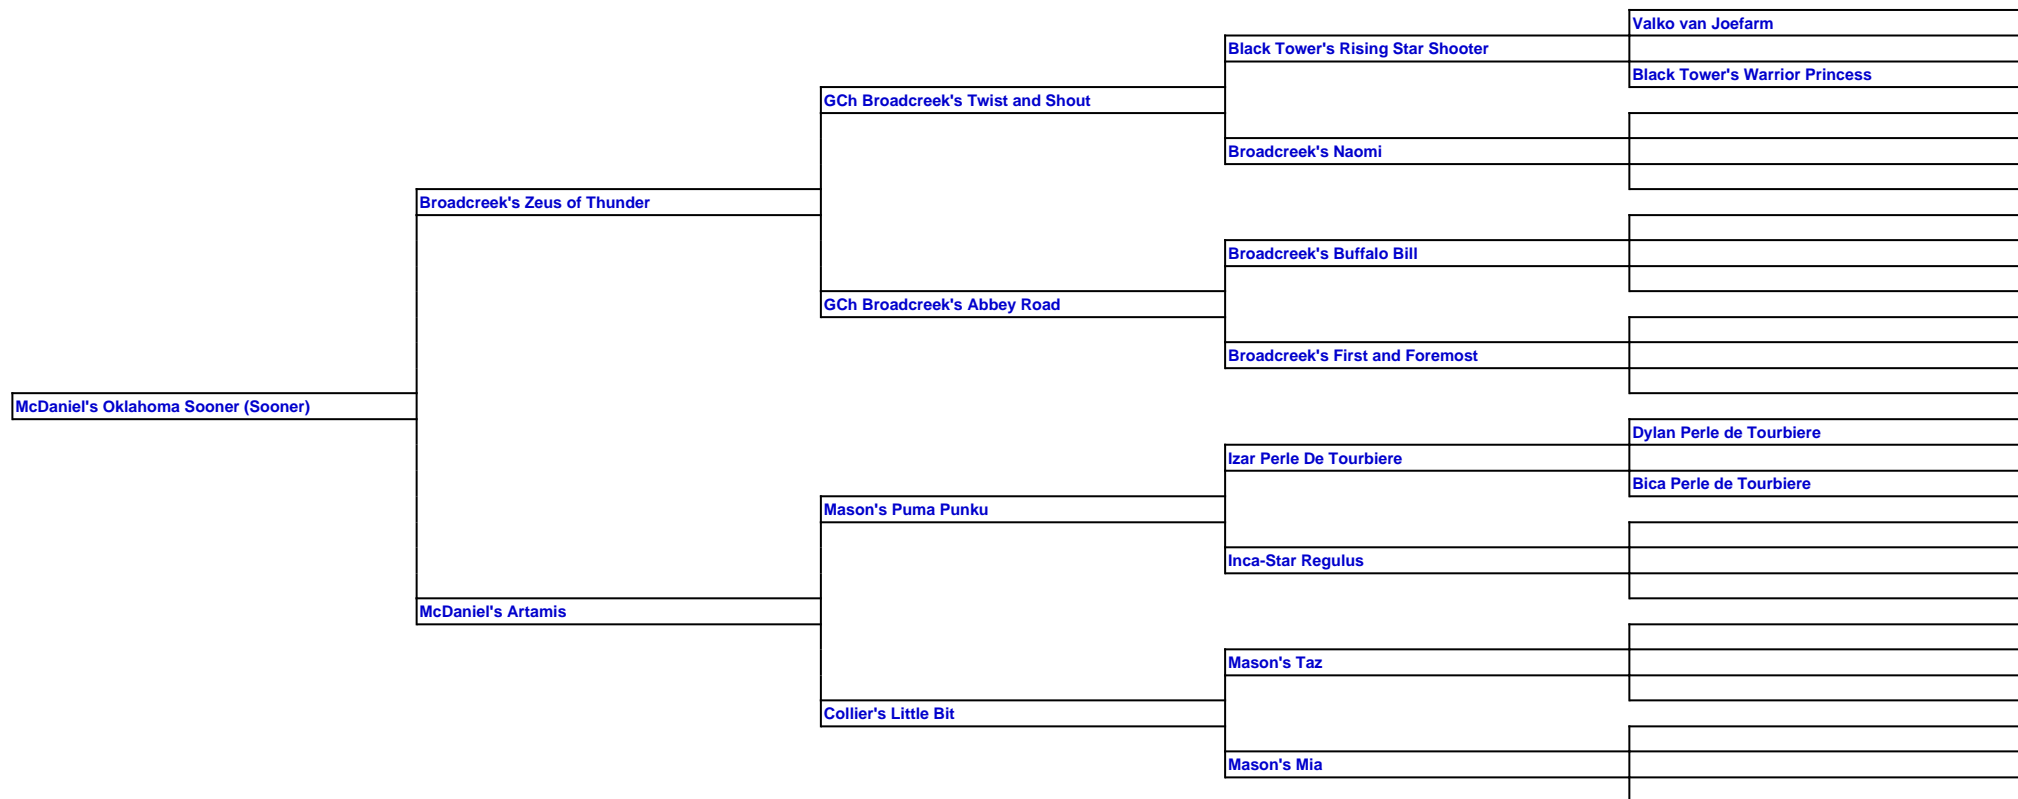 Valko van Joefarm
Black Tower's Rising Star Shooter
Black Tower's Warrior Princess
GCh Broadcreek's Twist and Shout
Broadcreek's Naomi
Broadcreek's Zeus of Thunder
Broadcreek's Buffalo Bill
GCh Broadcreek's Abbey Road
Broadcreek's First and Foremost
McDaniel's Oklahoma Sooner (Sooner)
Dylan Perle de Tourbiere
Izar Perle De Tourbiere
Bica Perle de Tourbiere
Mason's Puma Punku
Inca-Star Regulus
McDaniel's Artamis
Mason's Taz
Collier's Little Bit
Mason's Mia